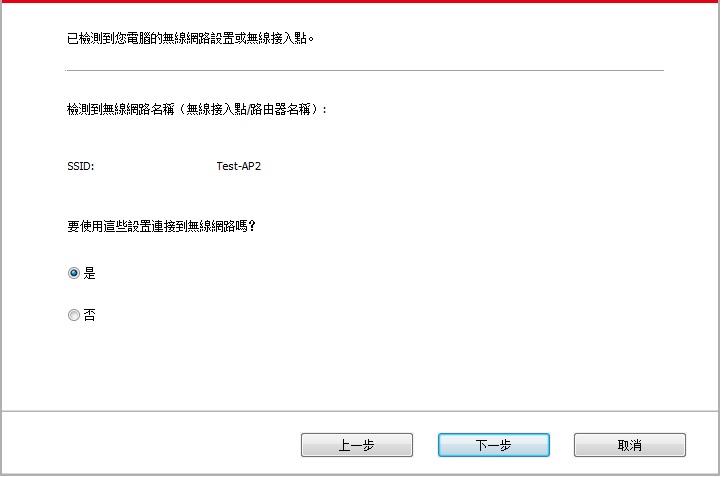 已檢測到您電腦的無線網路設置或無線接入點。
檢測到無線網路名稱（無線接入點/路由器名稱）:
SSID: Test-AP2
要使用這些設置連接到無線網路嗎?
是
否
上一步 下一步 取消